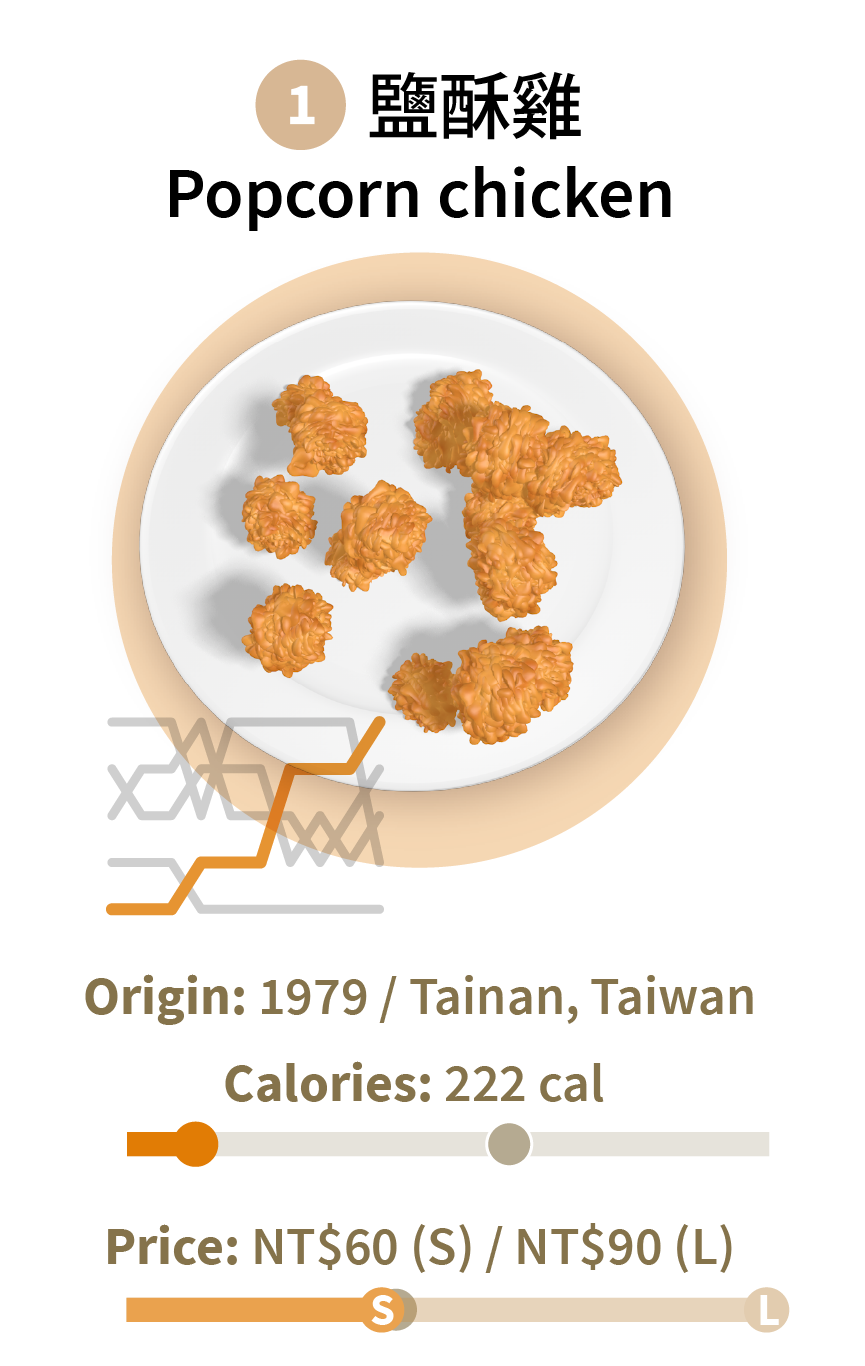 1 鹽酥雞
Popcorn chicken
Origin: 1979 / Tainan, Taiwan
Calories: 222 cal
Price: NT$60 (S) / NT$90 (L)
S L